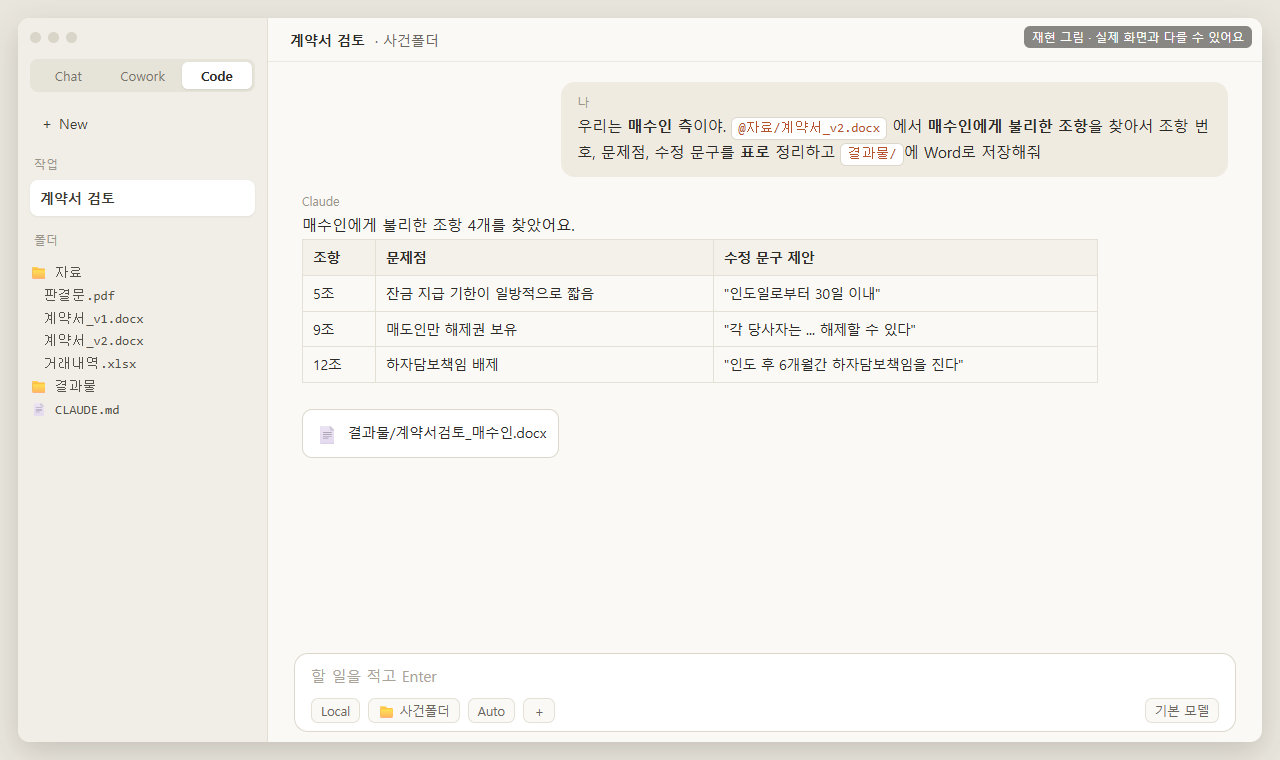 계약서 검토 · 사건폴더
재현 그림 · 실제 화면과 다를 수 있어요
Chat Cowork Code
+ New
작업
계약서 검토
폴더
자료
판결문.pdf
계약서_v1.docx
계약서_v2.docx
거래내역.xlsx
결과물
CLAUDE.md
나
우리는 매수인 측이야. @자료/계약서_v2.docx 에서 매수인에게 불리한 조항을 찾아서 조항 번
호, 문제점, 수정 문구를 표로 정리하고 결과물/ 에 Word로 저장해줘
Claude
매수인에게 불리한 조항 4개를 찾았어요.
조항 문제점 수정 문구 제안
5조 잔금 지급 기한이 일방적으로 짧음 "인도일로부터 30일 이내"
9조 매도인만 해제권 보유 "각 당사자는 ... 해제할 수 있다"
12조 하자담보책임 배제 "인도 후 6개월간 하자담보책임을 진다"
결과물/계약서검토_매수인.docx
할 일을 적고 Enter
Local 사건폴더 Auto + 기본 모델